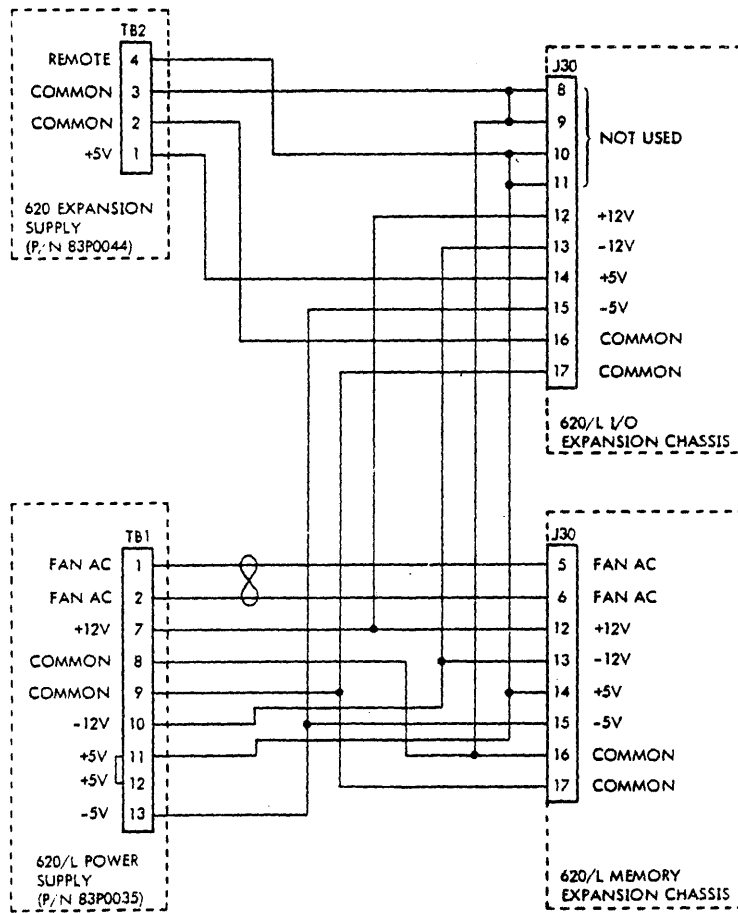 TB2
REMOTE 4
COMMON 3
COMMON 2
+5V 1
620 EXPANSION
SUPPLY
(P/N 83P0044)
J30
8
9
10
11
NOT USED
12 +12V
13 -12V
14 +5V
15 -5V
16 COMMON
17 COMMON
620/L I/O
EXPANSION CHASSIS
TB1
FAN AC 1
FAN AC 2
+12V 7
COMMON 8
COMMON 9
-12V 10
+5V 11
+5V 12
-5V 13
620/L POWER
SUPPLY
(P/N 83P0035)
J30
5 FAN AC
6 FAN AC
12 +12V
13 -12V
14 +5V
15 -5V
16 COMMON
17 COMMON
620/L MEMORY
EXPANSION CHASSIS